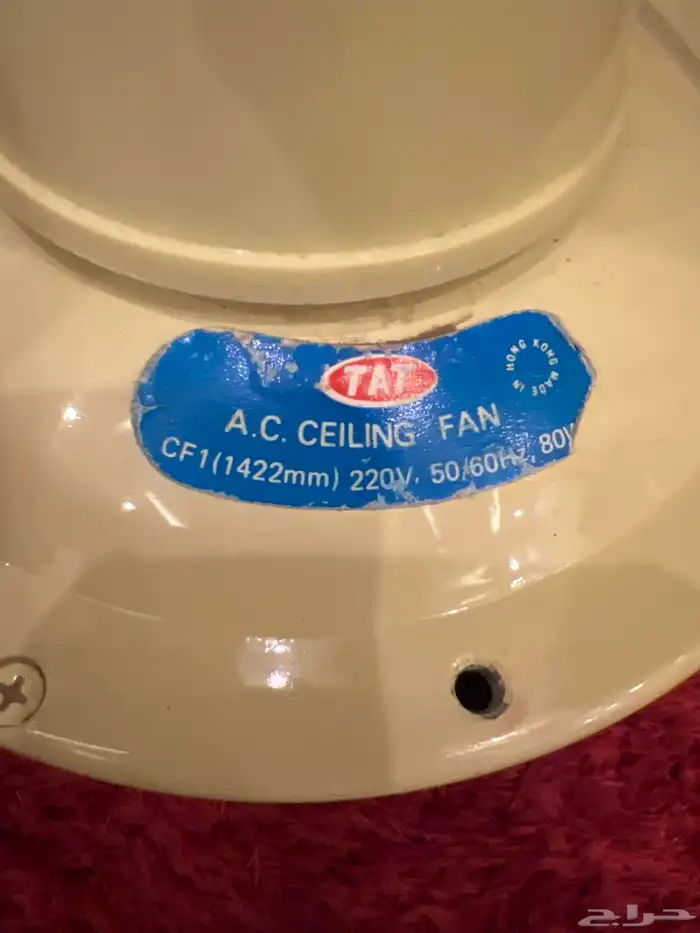 TAT
MADE IN HONG KONG
A.C. CEILING FAN
CF1(1422mm) 220V, 50/60Hz, 80W
حراج